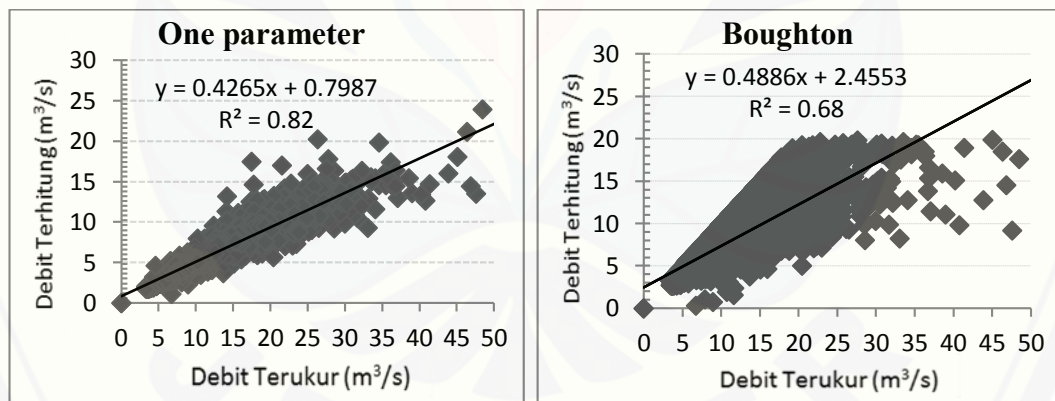 One parameter
y = 0.4265x + 0.7987
R² = 0.82
Debit Terhitung (m³/s)
30
25
20
15
10
5
0
0 5 10 15 20 25 30 35 40 45 50
Debit Terukur (m³/s)
Boughton
y = 0.4886x + 2.4553
R² = 0.68
Debit Terhitung (m³/s)
30
25
20
15
10
5
0
0 5 10 15 20 25 30 35 40 45 50
Debit Terukur (m³/s)